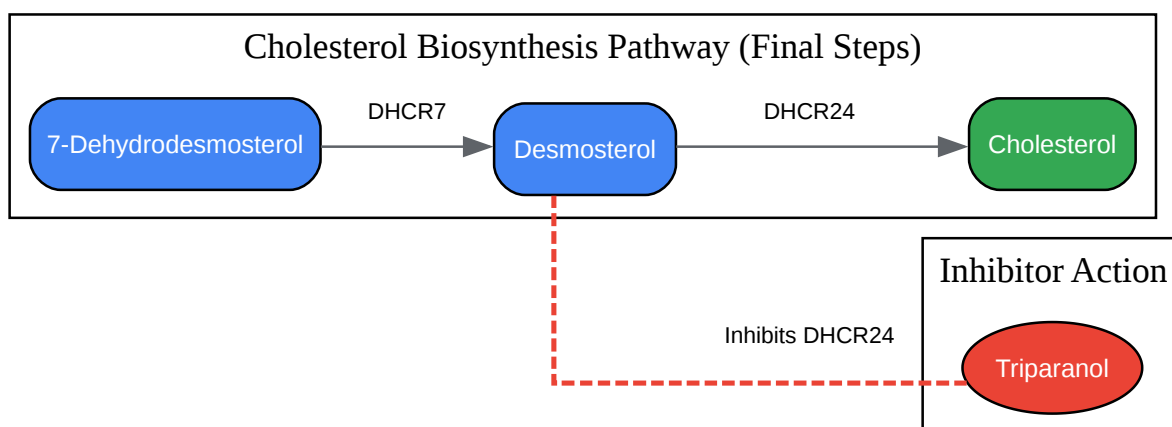 Cholesterol Biosynthesis Pathway (Final Steps)
DHCR7
DHCR24
7-Dehydrodesmosterol
Desmosterol
Cholesterol
Inhibitor Action
Inhibits DHCR24
Triparanol